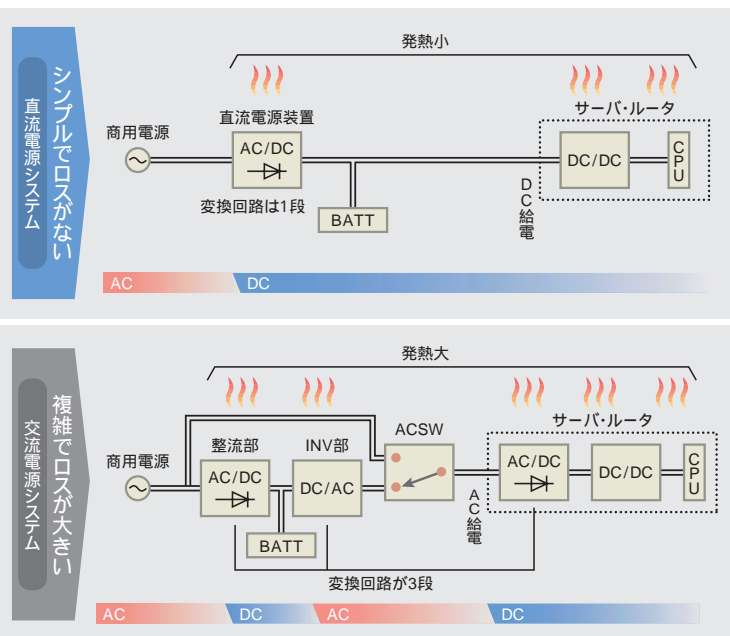 シンプルでロスがない
直流電源システム
発熱小
商用電源
直流電源装置
AC/DC
変換回路は1段
BATT
DC給電
サーバ・ルータ
DC/DC
CPU
AC
DC
複雑でロスが大きい
交流電源システム
発熱大
商用電源
整流部
AC/DC
INV部
DC/AC
BATT
ACSW
AC給電
サーバ・ルータ
AC/DC
DC/DC
CPU
変換回路が3段
AC
DC
AC
DC